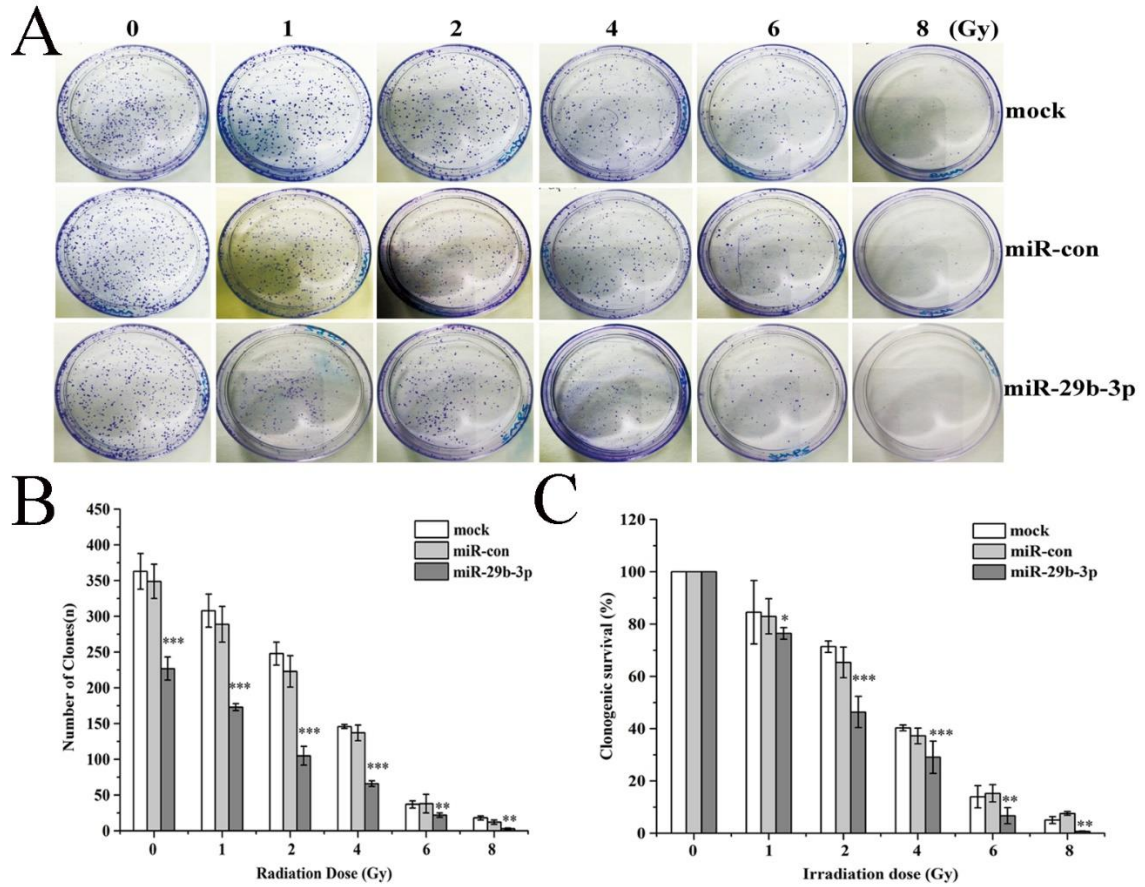 A
0 1 2 4 6 8 (Gy)
mock
miR-con
miR-29b-3p
B
450
400
350
300
250
200
150
100
50
0
Number of Clones(n)
mock
miR-con
miR-29b-3p
***
***
***
***
**
**
0 1 2 4 6 8
Radiation Dose (Gy)
C
120
100
80
60
40
20
0
Clonogenic survival (%)
mock
miR-con
miR-29b-3p
*
***
***
**
**
0 1 2 4 6 8
Irradiation dose (Gy)